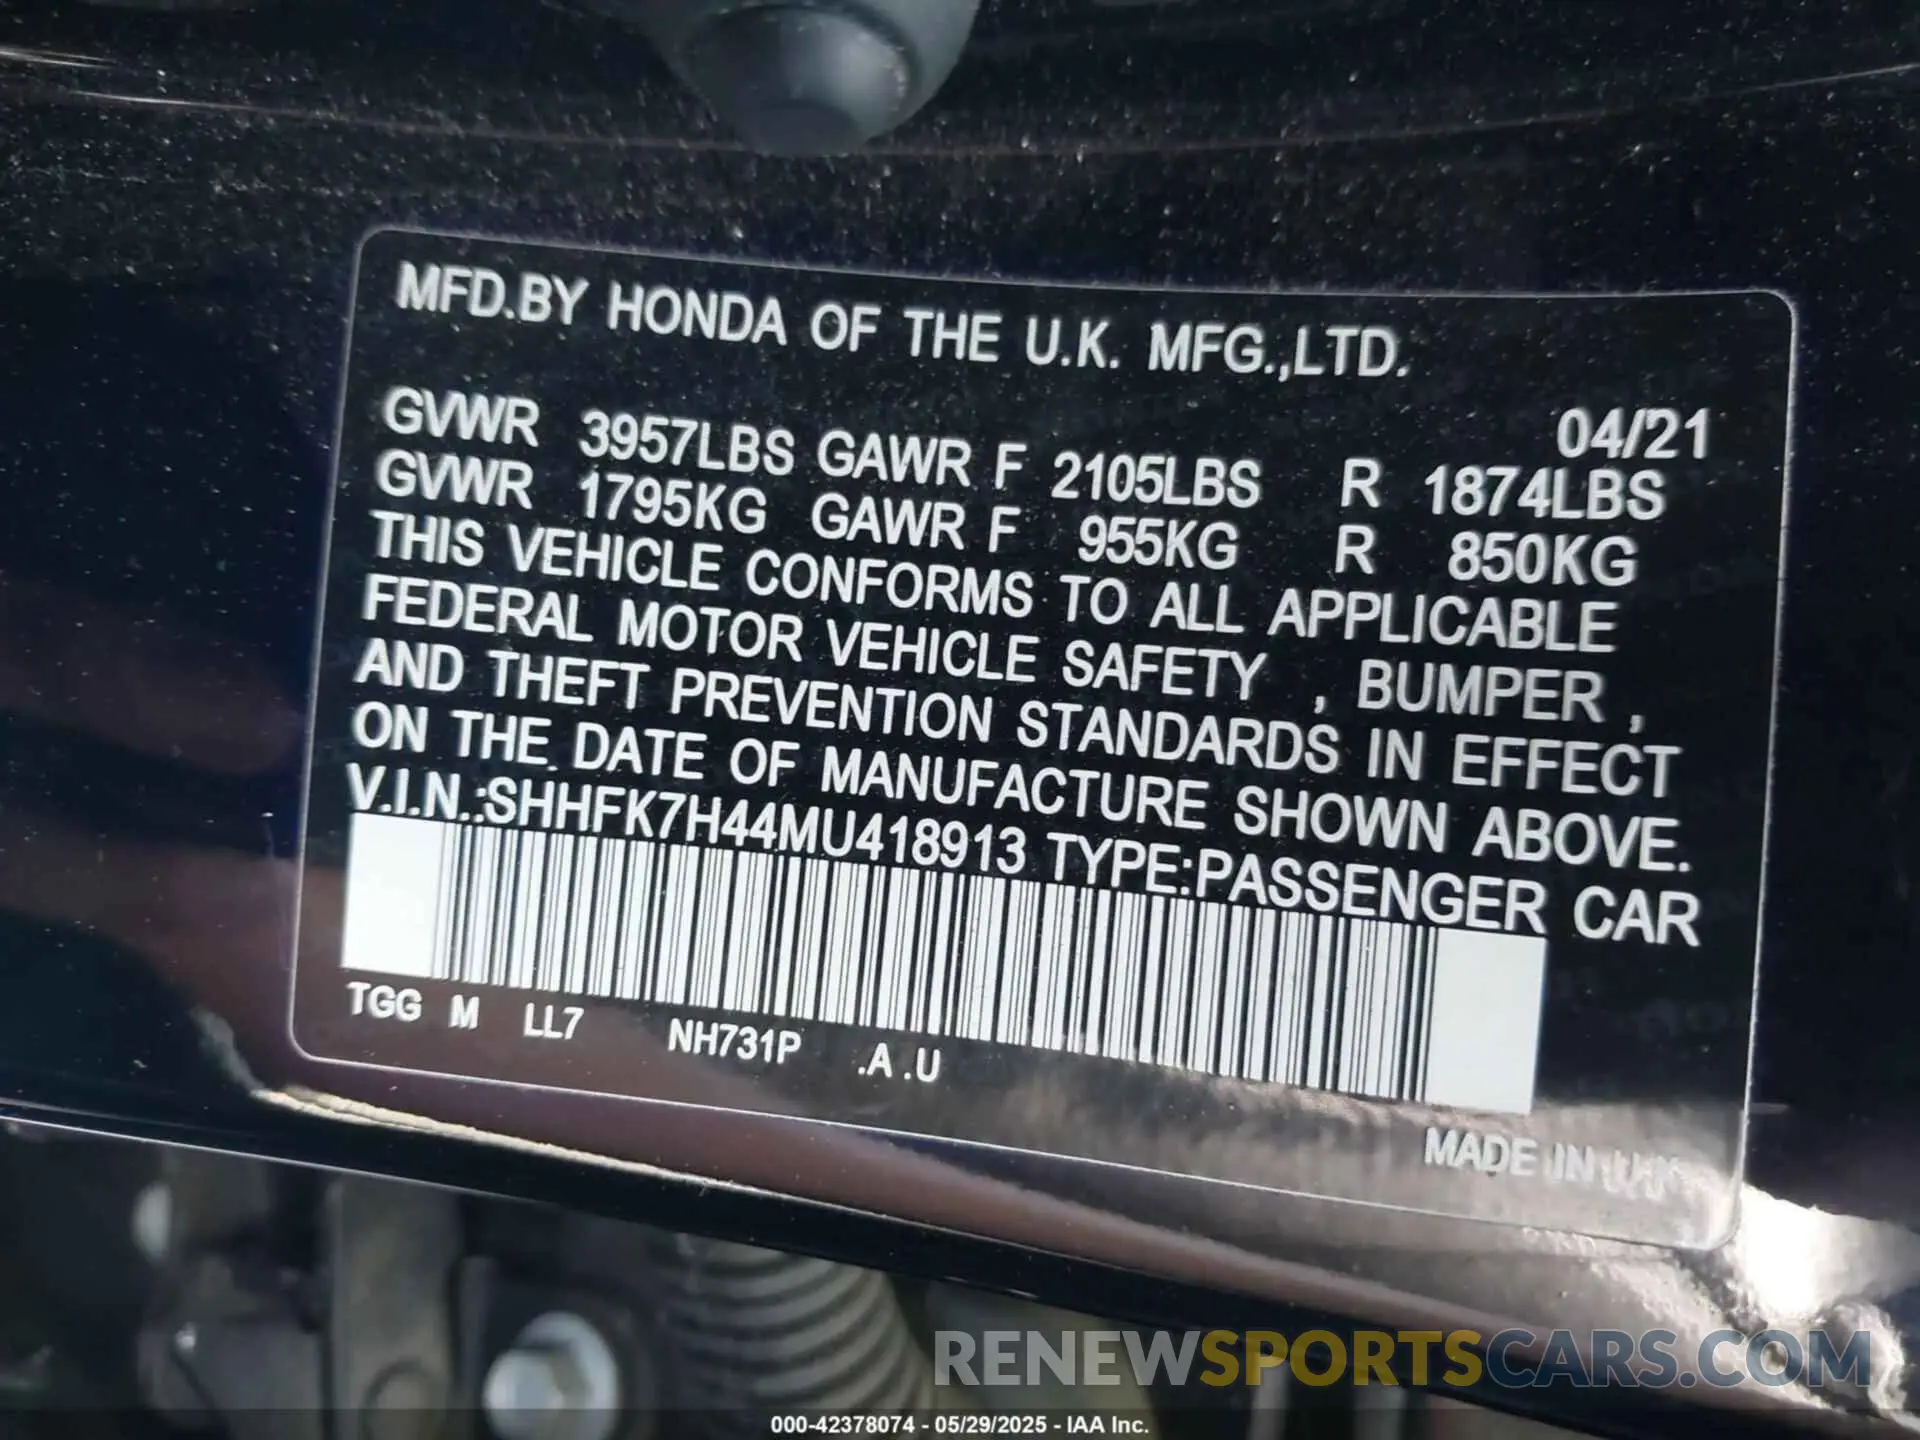 MFD.BY HONDA OF THE U.K. MFG.,LTD.
04/21
GVWR 3957LBS GAWR F 2105LBS R 1874LBS
GVWR 1795KG GAWR F 955KG R 850KG
THIS VEHICLE CONFORMS TO ALL APPLICABLE
FEDERAL MOTOR VEHICLE SAFETY , BUMPER ,
AND THEFT PREVENTION STANDARDS IN EFFECT
ON THE DATE OF MANUFACTURE SHOWN ABOVE.
V.I.N.:SHHFK7H44MU418913 TYPE:PASSENGER CAR
TGG M LL7 NH731P .A .U
MADE IN
RENEWSPORTSCARS.COM
000-42378074 - 05/29/2025 - IAA Inc.